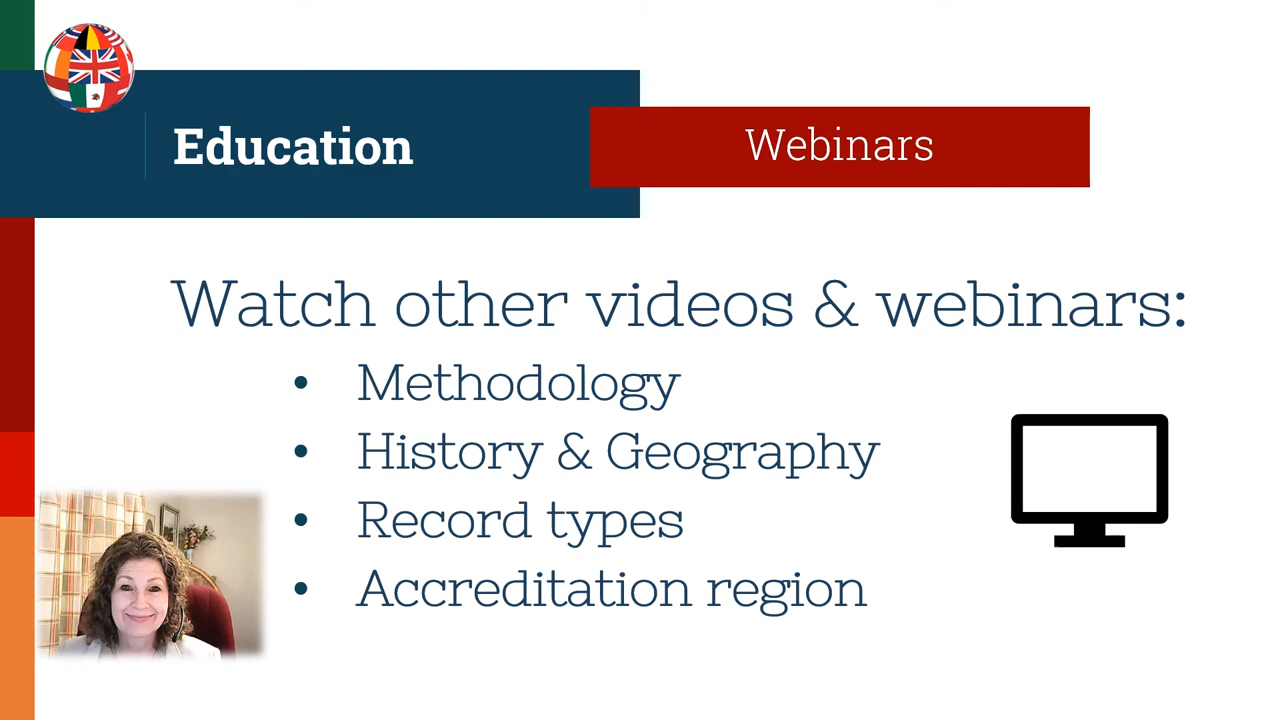 Education
Webinars
Watch other videos & webinars:
• Methodology
• History & Geography
• Record types
• Accreditation region